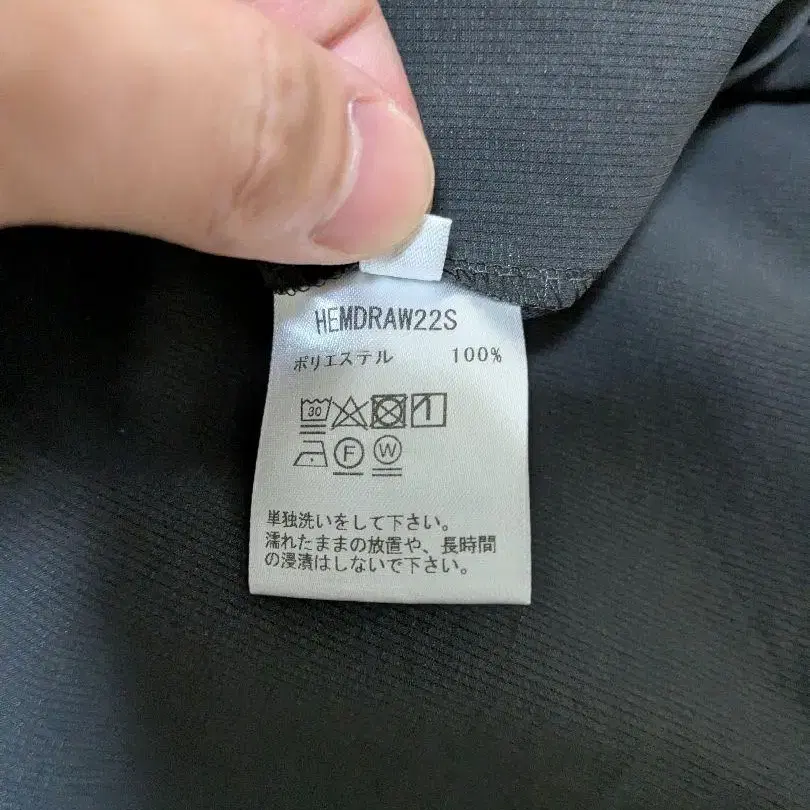 HEMDRAW22S
ポリエステル 100%
30
F W
単独洗いをして下さい。
濡れたままの放置や、長時間
の浸漬はしないで下さい。